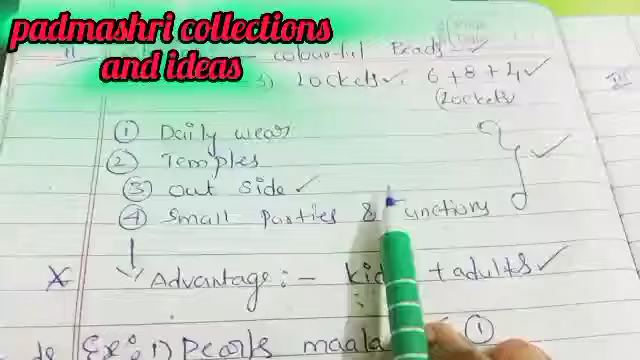 padmashri collections
and ideas
colourful Beads
3) Lockets 6 + 8 + 4
(Lockets
① Daily wear
② Temples
③ out side
④ Small parties & Functions
Advantage :- kids + adults
Ex: 1) Pearls maala ①